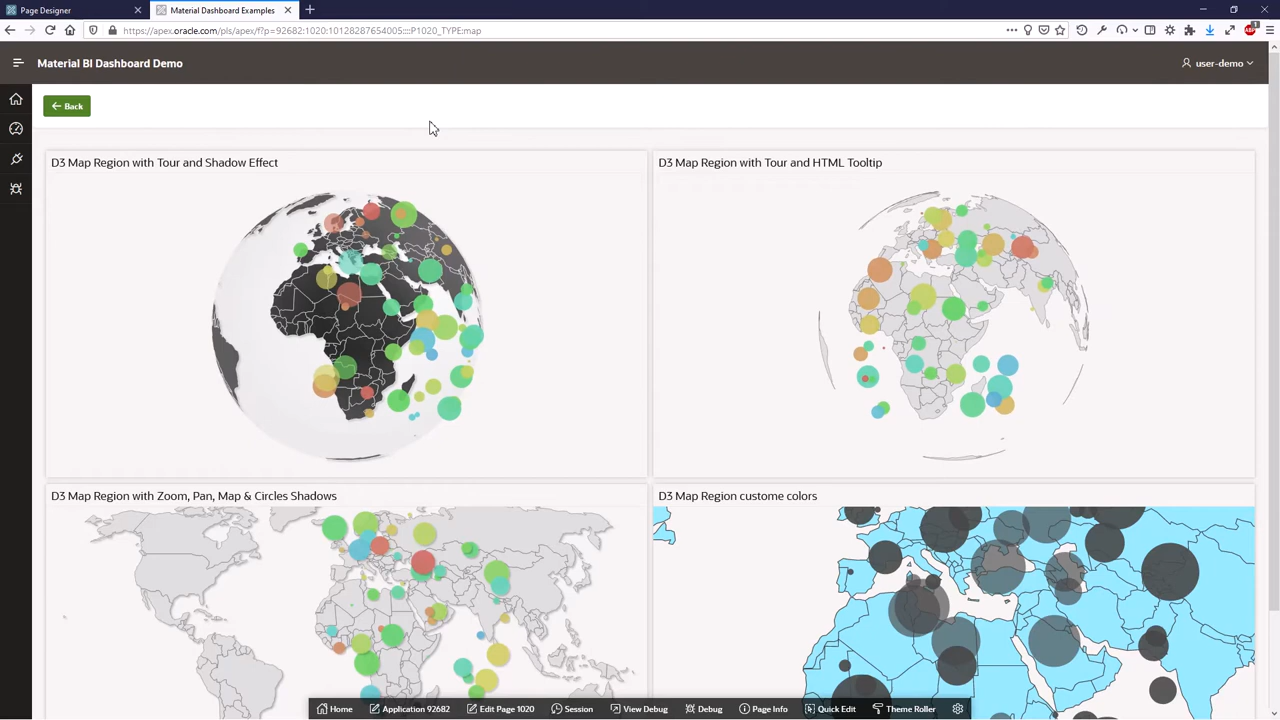 Page Designer
Material Dashboard Examples
https://apex.oracle.com/pls/apex/f?p=92682:1020:10128287654005::::P1020_TYPE:map
Material BI Dashboard Demo
user-demo
Back
D3 Map Region with Tour and Shadow Effect
D3 Map Region with Tour and HTML Tooltip
D3 Map Region with Zoom, Pan, Map & Circles Shadows
D3 Map Region custome colors
Home
Application 92682
Edit Page 1020
Session
View Debug
Debug
Page Info
Quick Edit
Theme Roller